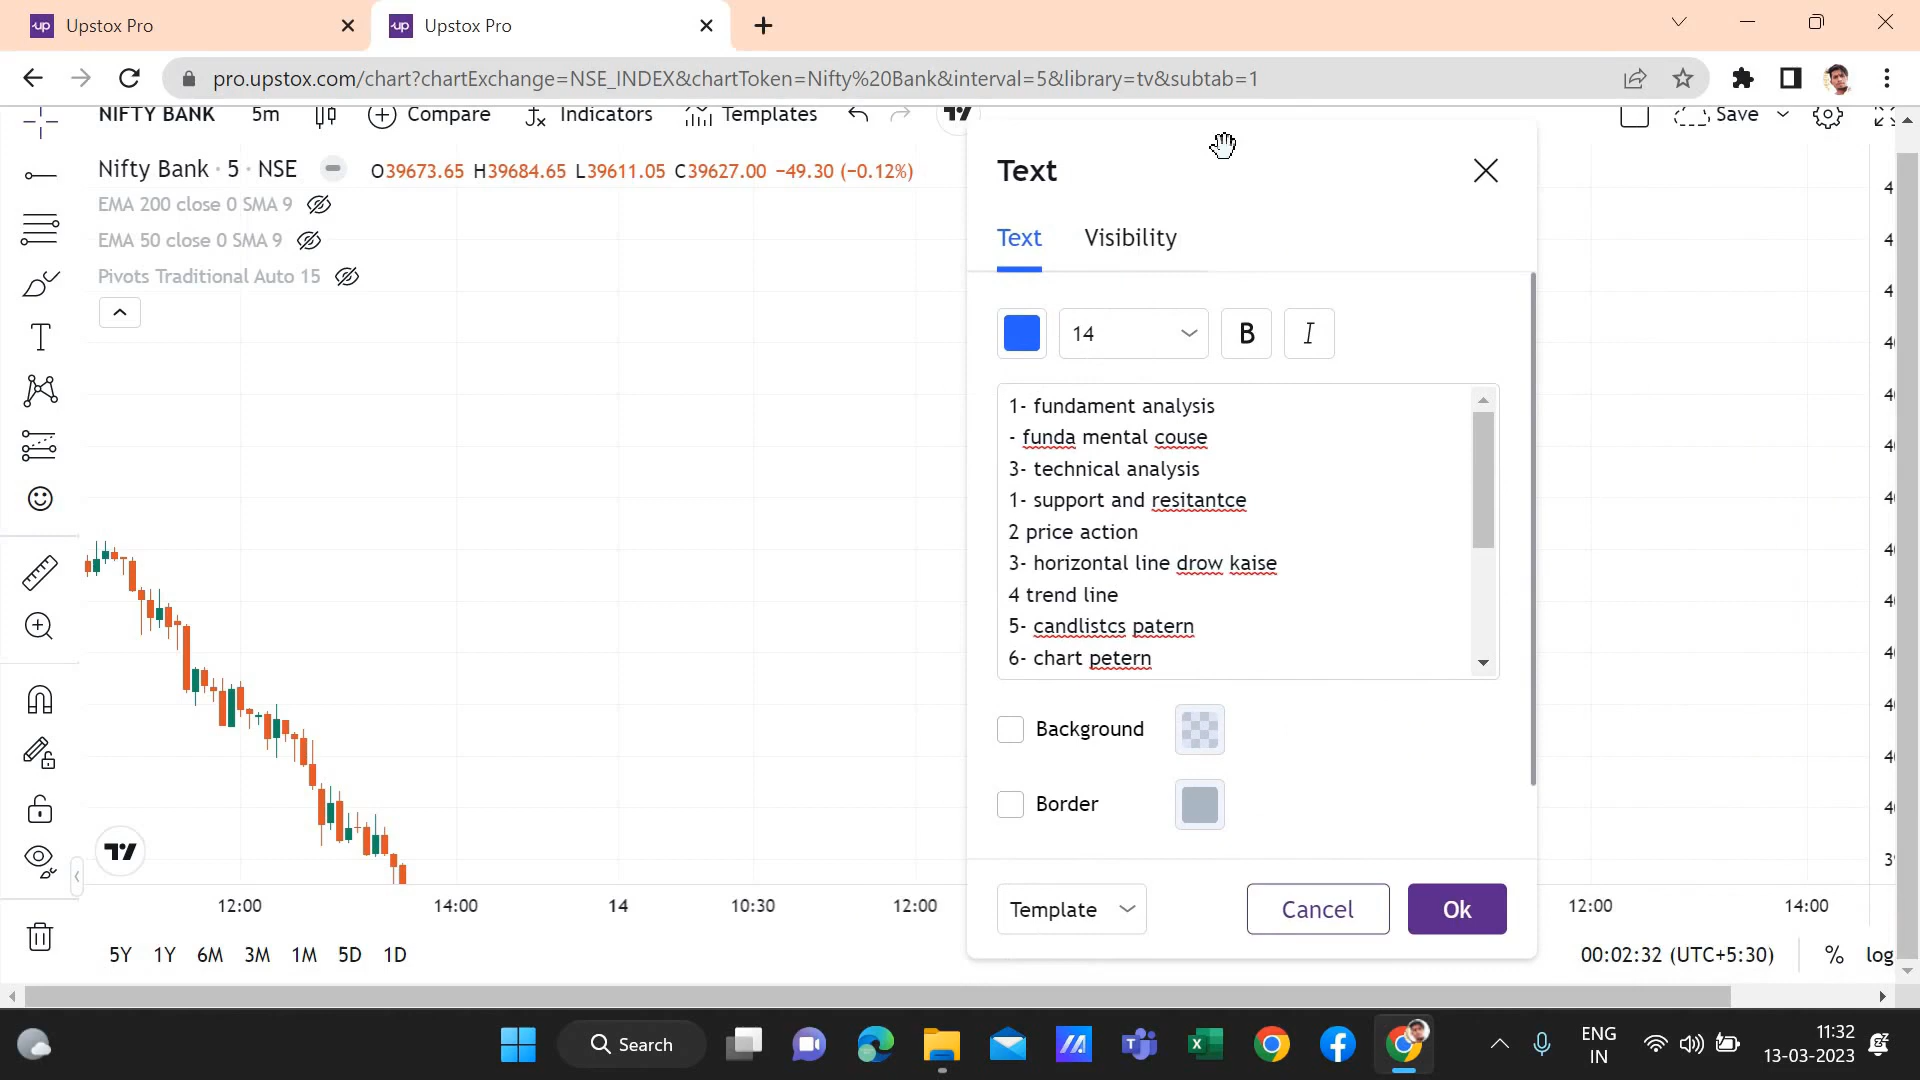 Upstox Pro
Upstox Pro
pro.upstox.com/chart?chartExchange=NSE_INDEX&chartToken=Nifty%20Bank&interval=5&library=tv&subtab=1
NIFTY BANK 5m Compare Indicators Templates Save
Nifty Bank · 5 · NSE O39673.65 H39684.65 L39611.05 C39627.00 −49.30 (−0.12%)
EMA 200 close 0 SMA 9
EMA 50 close 0 SMA 9
Pivots Traditional Auto 15
Text
Text Visibility
14 B I
1- fundament analysis
- funda mental couse
3- technical analysis
1- support and resitantce
2 price action
3- horizontal line drow kaise
4 trend line
5- candlistcs patern
6- chart petern
Background
Border
Template Cancel Ok
12:00 14:00 14 10:30 12:00 12:00 14:00
5Y 1Y 6M 3M 1M 5D 1D 00:02:32 (UTC+5:30) % log
Search
ENG
IN
11:32
13-03-2023